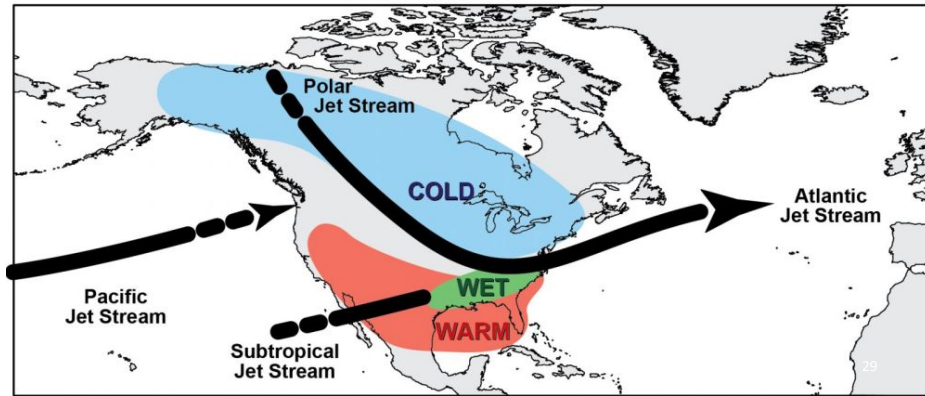 Polar
Jet Stream
COLD
Atlantic
Jet Stream
WET
Pacific
Jet Stream
WARM
Subtropical
Jet Stream
29